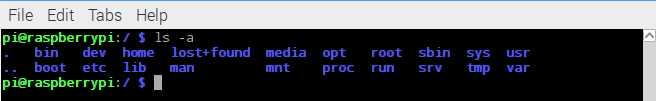 File Edit Tabs Help
pi@raspberrypi:/ $ ls -a
. bin dev home lost+found media opt root sbin sys usr
.. boot etc lib man mnt proc run srv tmp var
pi@raspberrypi:/ $